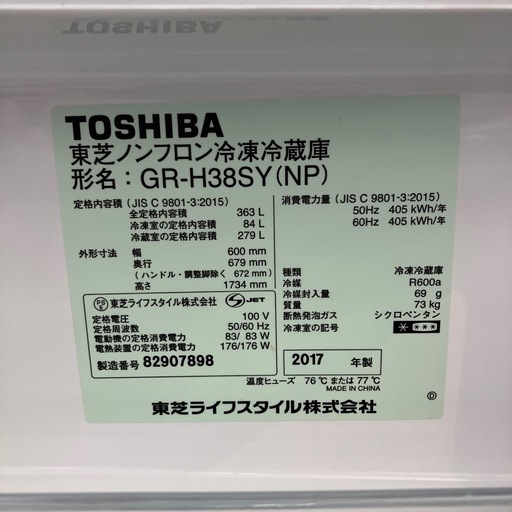 TOSHIBA
TOSHIBA
東芝ノンフロン冷凍冷蔵庫
形名：GR-H38SY(NP)
定格内容積（JIS C 9801-3:2015)
全定格内容積 363 L
冷凍室の定格内容積 84 L
冷蔵室の定格内容積 279 L
外形寸法 幅 600 mm
奥行 679 mm
(ハンドル・調整脚除く 672 mm)
高さ 1734 mm
消費電力量 (JIS C 9801-3:2015)
50Hz 405 kWh/年
60Hz 405 kWh/年
種類 冷凍冷蔵庫
冷媒 R600a
冷媒封入量 69 g
質量 73 kg
断熱発泡ガス シクロペンタン
冷凍室の記号
PS E 東芝ライフスタイル株式会社 S JET
定格電圧 100 V
定格周波数 50/60 Hz
電動機の定格消費電力 83/ 83 W
電熱装置の定格消費電力 176/176 W
製造番号 82907898
2017 年製
温度ヒューズ 76 ℃ または 77 ℃
MADE IN CHINA
東芝ライフスタイル株式会社
D